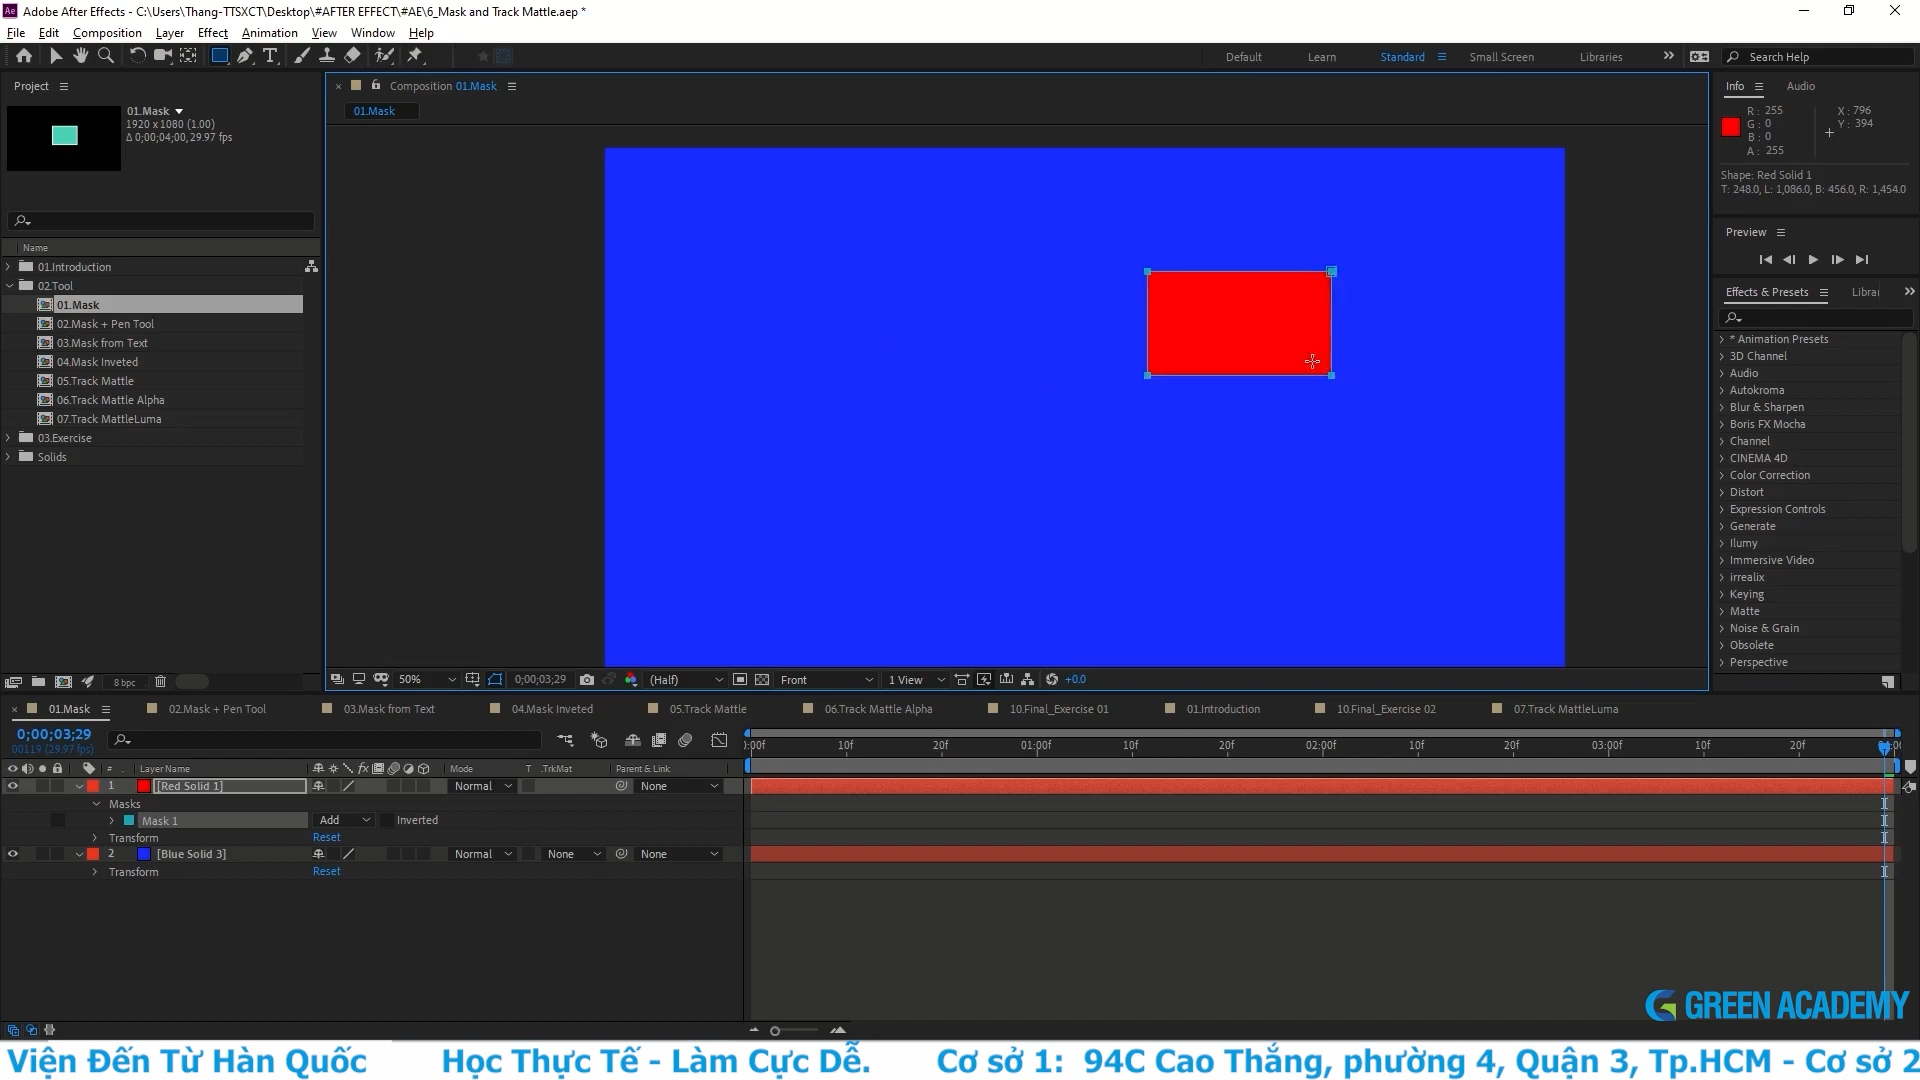 Adobe After Effects - C:\Users\Thang-TTSXCT\Desktop\#AFTER EFFECT\#AE\6_Mask and Track Mattle.aep *
File Edit Composition Layer Effect Animation View Window Help
Default Learn Standard Small Screen Libraries Search Help
Project
01.Mask
1920 x 1080 (1.00)
Δ 0;00;04;00, 29.97 fps
Name
01.Introduction
02.Tool
01.Mask
02.Mask + Pen Tool
03.Mask from Text
04.Mask Inveted
05.Track Mattle
06.Track Mattle Alpha
07.Track MattleLuma
03.Exercise
Solids
8 bpc
Composition 01.Mask
01.Mask
50% 0;00;03;29 (Half) Front 1 View +0.0
Info Audio
R : 255 X : 796
G : 0 Y : 394
B : 0
A : 255
Shape: Red Solid 1
T: 248.0, L: 1,086.0, B: 456.0, R: 1,454.0
Preview
Effects & Presets Librar
* Animation Presets
3D Channel
Audio
Autokroma
Blur & Sharpen
Boris FX Mocha
Channel
CINEMA 4D
Color Correction
Distort
Expression Controls
Generate
Ilumy
Immersive Video
irrealix
Keying
Matte
Noise & Grain
Obsolete
Perspective
01.Mask 02.Mask + Pen Tool 03.Mask from Text 04.Mask Inveted 05.Track Mattle 06.Track Mattle Alpha 10.Final_Exercise 01 01.Introduction 10.Final_Exercise 02 07.Track MattleLuma
0;00;03;29
00119 (29.97 fps)
):00f 10f 20f 01:00f 10f 20f 02:00f 10f 20f 03:00f 10f 20f
# Layer Name Mode T .TrkMat Parent & Link
1 [Red Solid 1] Normal None
Masks
Mask 1 Add Inverted
Transform Reset
2 [Blue Solid 3] Normal None None
Transform Reset
GREEN ACADEMY
Viện Đến Từ Hàn Quốc Học Thực Tế - Làm Cực Dễ. Cơ sở 1: 94C Cao Thắng, phường 4, Quận 3, Tp.HCM - Cơ sở 2